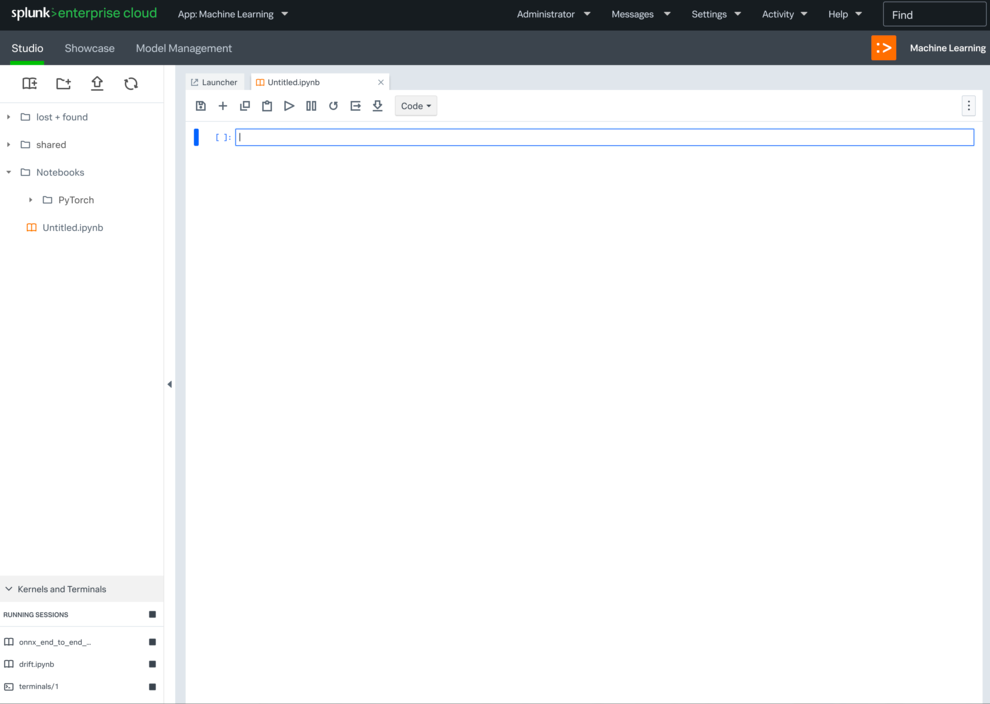 splunk>enterprise cloud App: Machine Learning Administrator Messages Settings Activity Help Find
Studio Showcase Model Management Machine Learning
Launcher Untitled.ipynb
Code
lost + found
[ ]:
shared
Notebooks
PyTorch
Untitled.ipynb
Kernels and Terminals
RUNNING SESSIONS
onnx_end_to_end_...
drift.ipynb
terminals/1